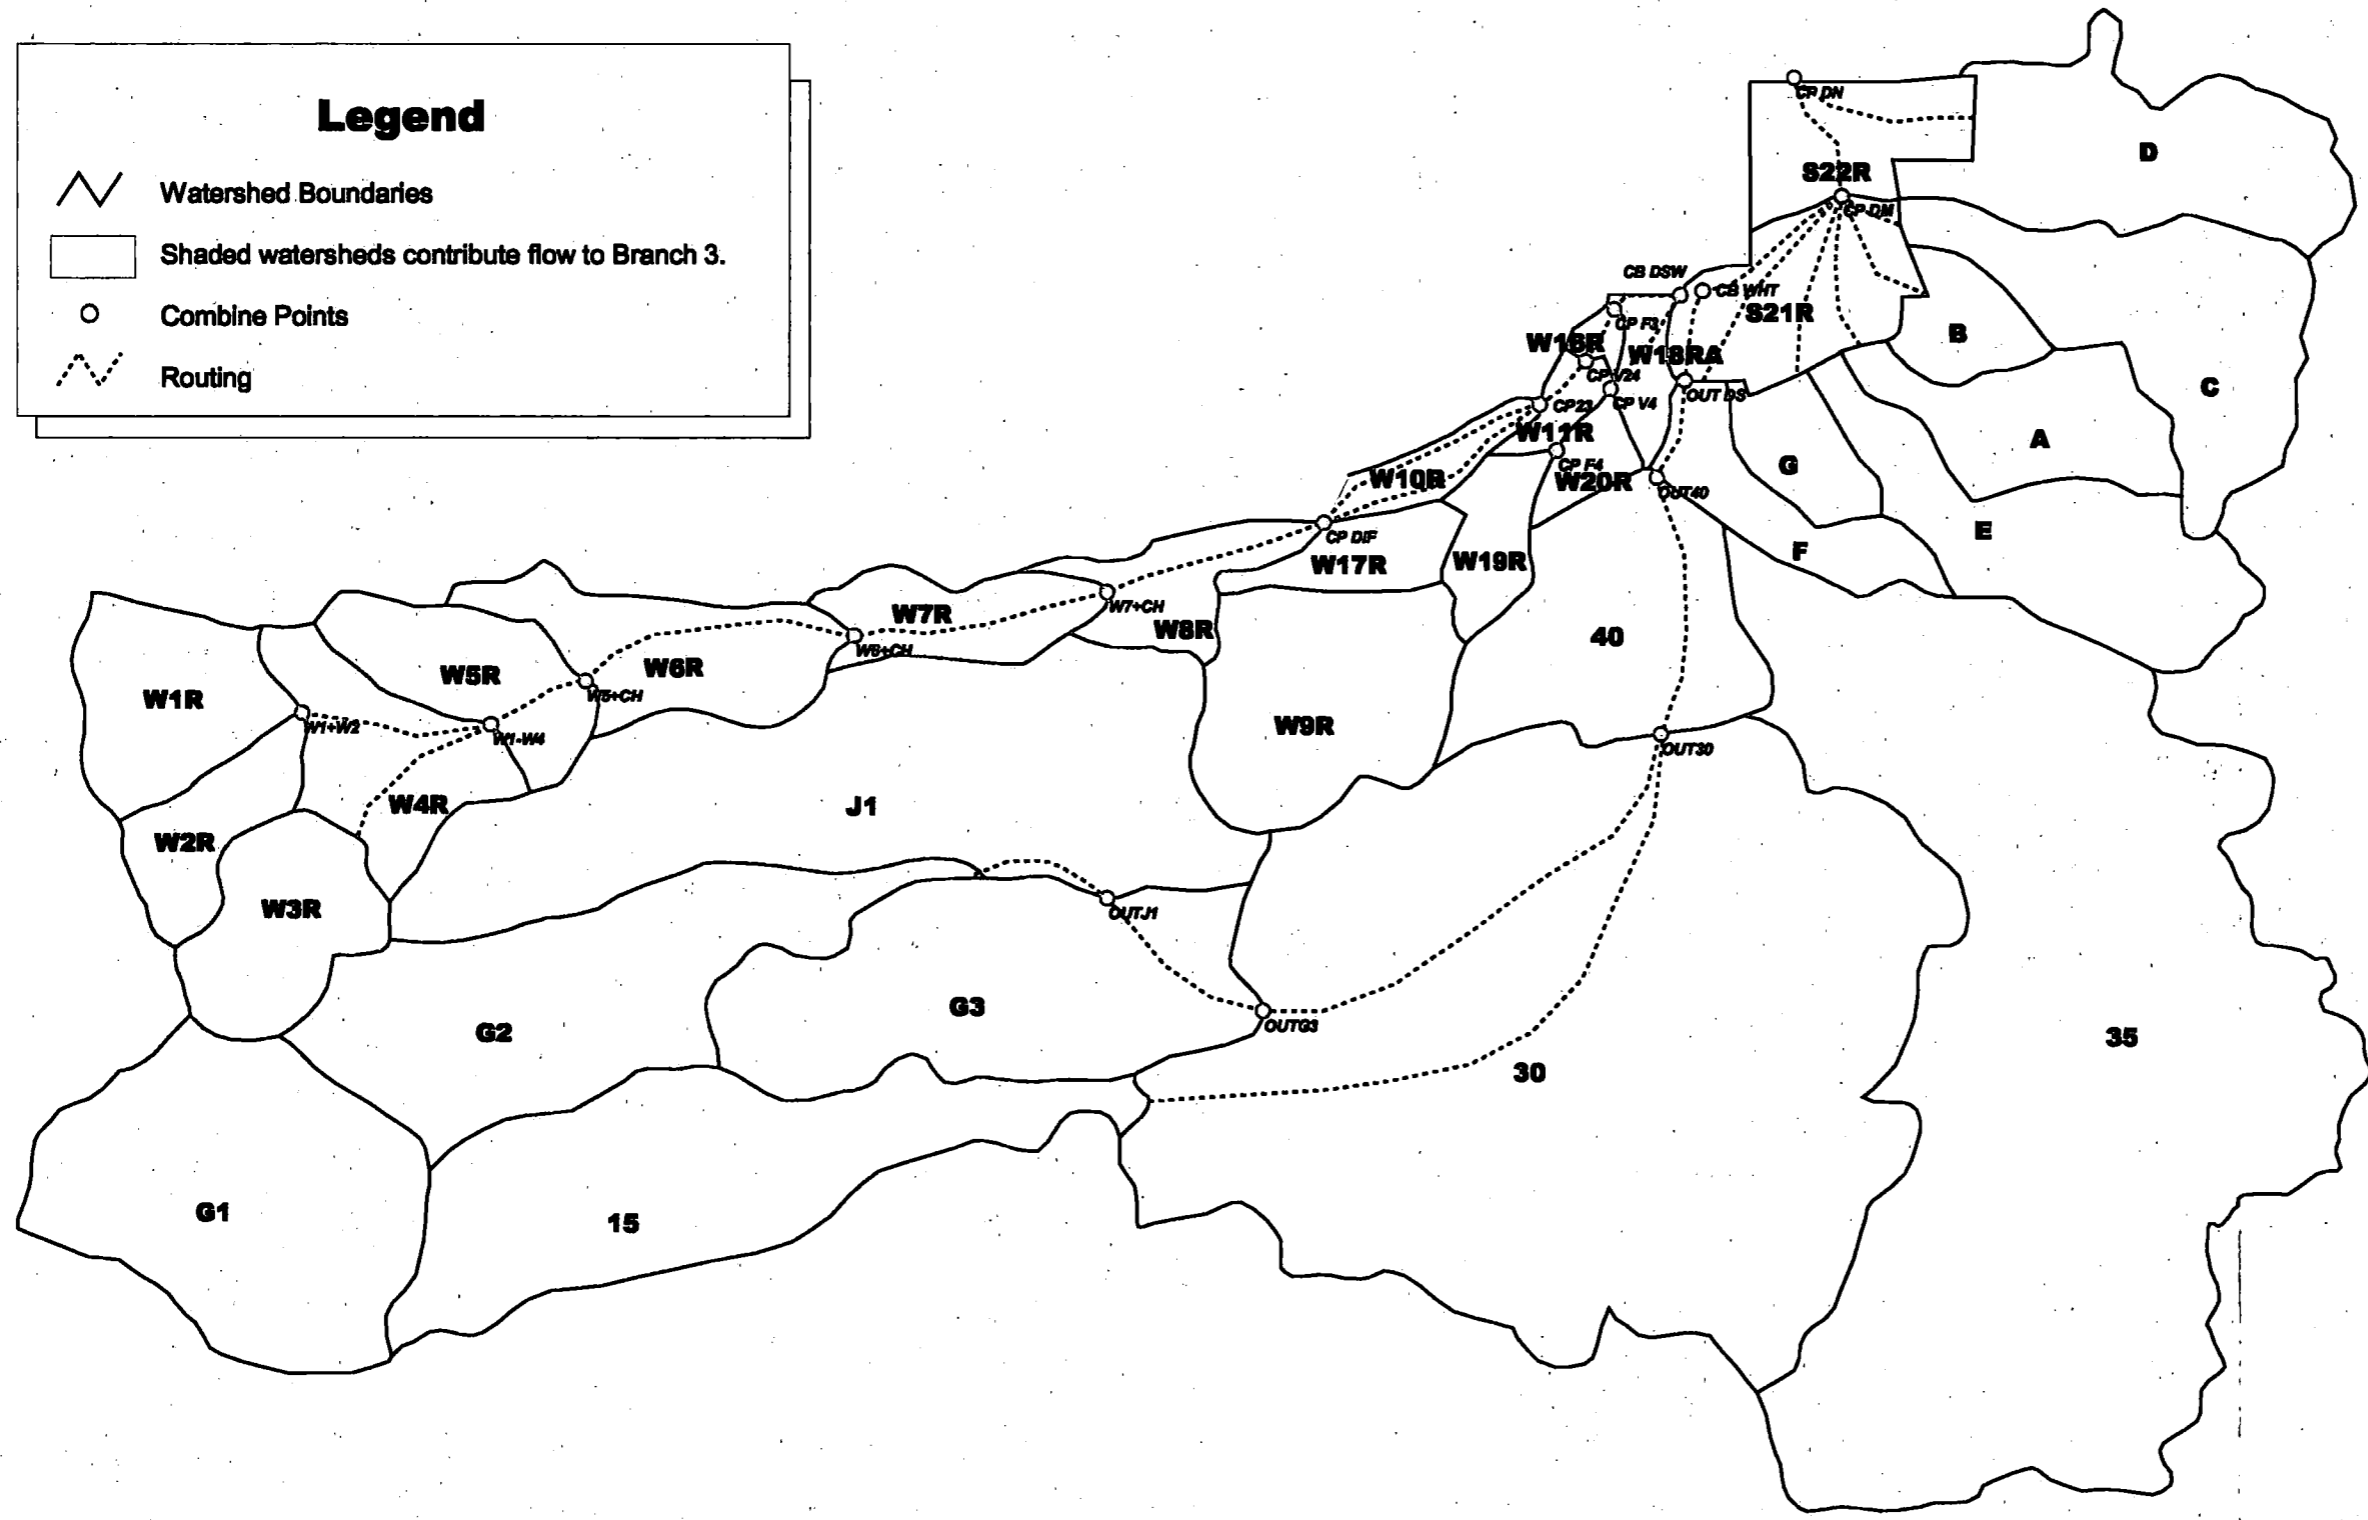 Legend
Watershed Boundaries
Shaded watersheds contribute flow to Branch 3.
Combine Points
Routing
CP DN
D
S22R
CP DM
CB DSW
CB WHT
S21R
CP F3
B
W16R
W18RA
CP V24
C
OUT DS
CP23
CP V4
W11R
A
CP F4
G
W10R
W20R
OUT40
E
CP DIF
F
W17R
W19R
W7R
W7+CH
W8R
40
W6+CH
W5R
W6R
W5+CH
W1R
W1+W2
W9R
W1-W4
OUT30
W4R
J1
W2R
W3R
OUTJ1
G3
OUTG3
G2
35
30
G1
15